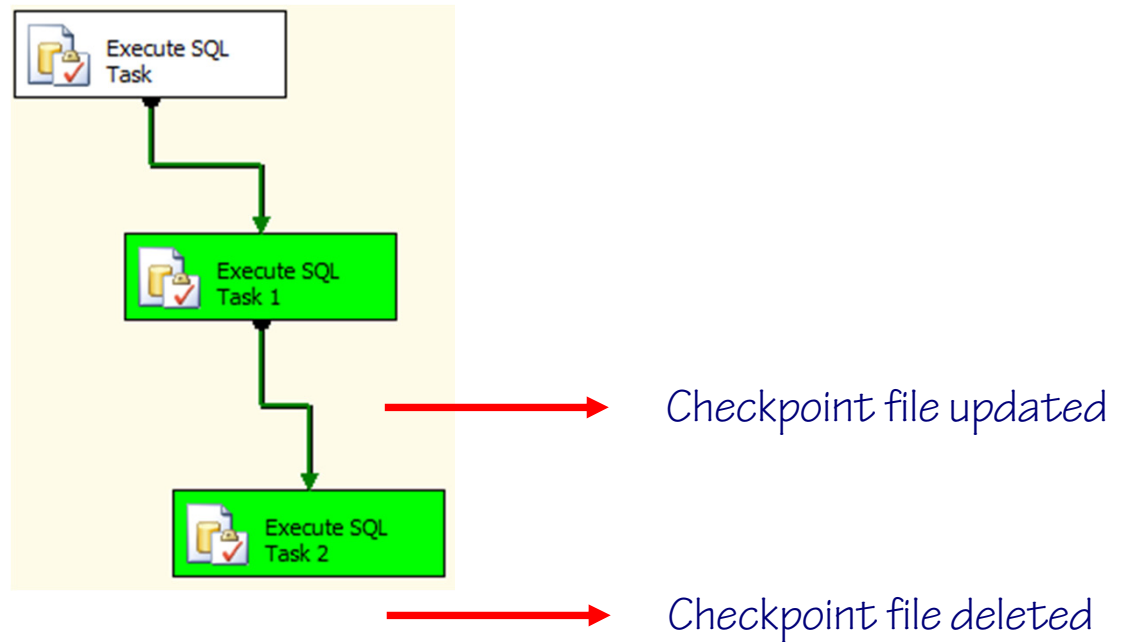 Execute SQL
Task
Execute SQL
Task 1
Checkpoint file updated
Execute SQL
Task 2
Checkpoint file deleted